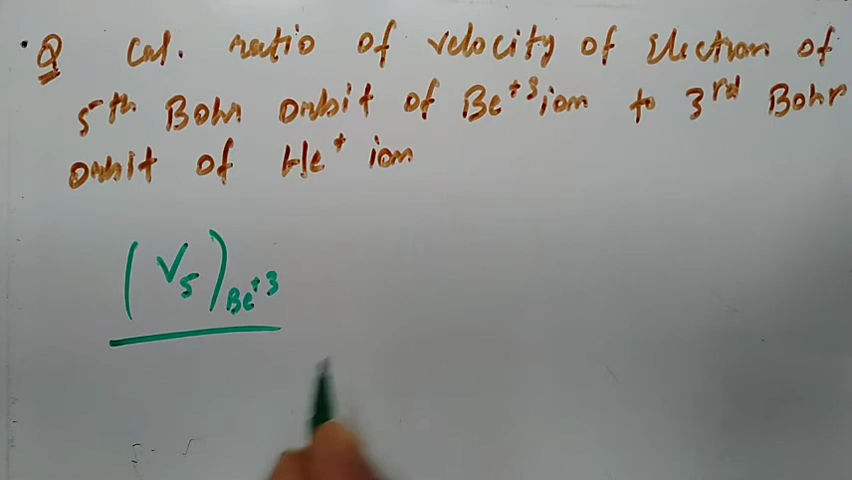 Q Cal. ratio of velocity of Electron of
5th Bohr Orbit of Be⁺³ ion to 3rd Bohr
Orbit of He⁺ ion
(V₅)Be⁺³